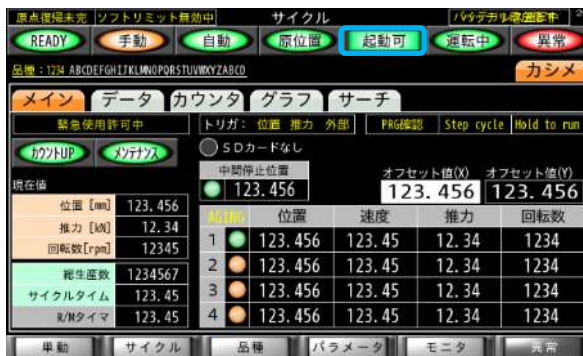 原点復帰未完 ソフトリミット無効中 サイクル
READY 手動 自動 原位置 起動可 運転中 異常
品種：1234 ABCDEFGHIJKLMNOPQRSTUVWXYZABCD カシメ
メイン データ カウンタ グラフ サーチ
緊急使用許可中 トリガ： 位置 推力 外部 PRG確認 Step cycle Hold to run
カウントUP メンテナンス SDカードなし
中間停止位置 オフセット値(X) オフセット値(Y)
現在値 123.456 123.456 123.456
位置 [mm] 123.456 AGING 位置 速度 推力 回転数
推力 [kN] 12.34 1 123.456 123.45 12.34 1234
回転数[rpm] 12345 2 123.456 123.45 12.34 1234
総生産数 1234567 3 123.456 123.45 12.34 1234
サイクルタイム 123.45 4 123.456 123.45 12.34 1234
R/Mタイマ 123.45
単動 サイクル 品種 パラメータ モニタ 異常